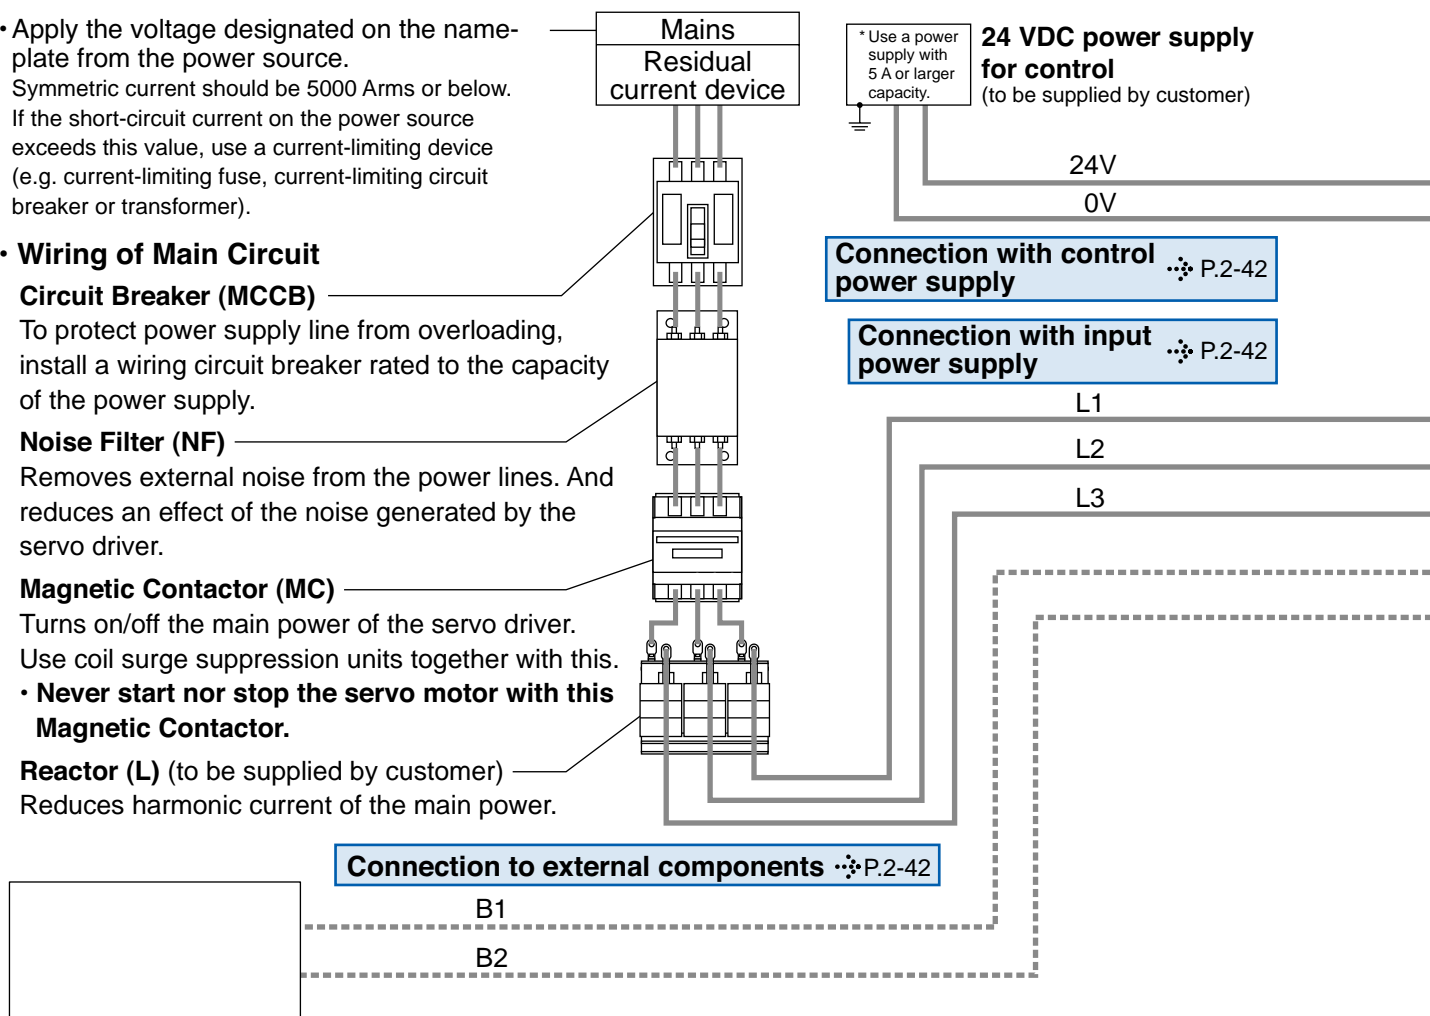 ・Apply the voltage designated on the name-
plate from the power source.
Symmetric current should be 5000 Arms or below.
If the short-circuit current on the power source
exceeds this value, use a current-limiting device
(e.g. current-limiting fuse, current-limiting circuit
breaker or transformer).
・Wiring of Main Circuit
Circuit Breaker (MCCB)
To protect power supply line from overloading,
install a wiring circuit breaker rated to the capacity
of the power supply.
Noise Filter (NF)
Removes external noise from the power lines. And
reduces an effect of the noise generated by the
servo driver.
Magnetic Contactor (MC)
Turns on/off the main power of the servo driver.
Use coil surge suppression units together with this.
・Never start nor stop the servo motor with this
Magnetic Contactor.
Reactor (L) (to be supplied by customer)
Reduces harmonic current of the main power.
Mains
Residual
current device
* Use a power
supply with
5 A or larger
capacity.
24 VDC power supply
for control
(to be supplied by customer)
24V
0V
Connection with control
power supply P.2-42
Connection with input
power supply P.2-42
L1
L2
L3
Connection to external components P.2-42
B1
B2